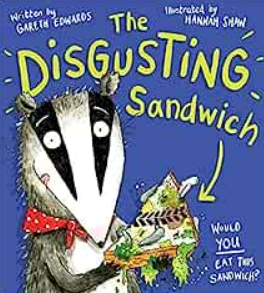 Written by
GARETH EDWARDS
Illustrated by
HANNAH SHAW
The
DISGUSTING
Sandwich
WOULD
YOU
EAT THIS
SANDWICH?